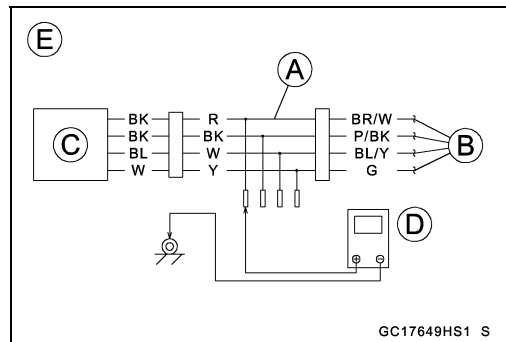 E
A
BK R BR/W
BK BK P/BK
C BL W BL/Y B
W Y G
D
+ −
GC17649HS1 S